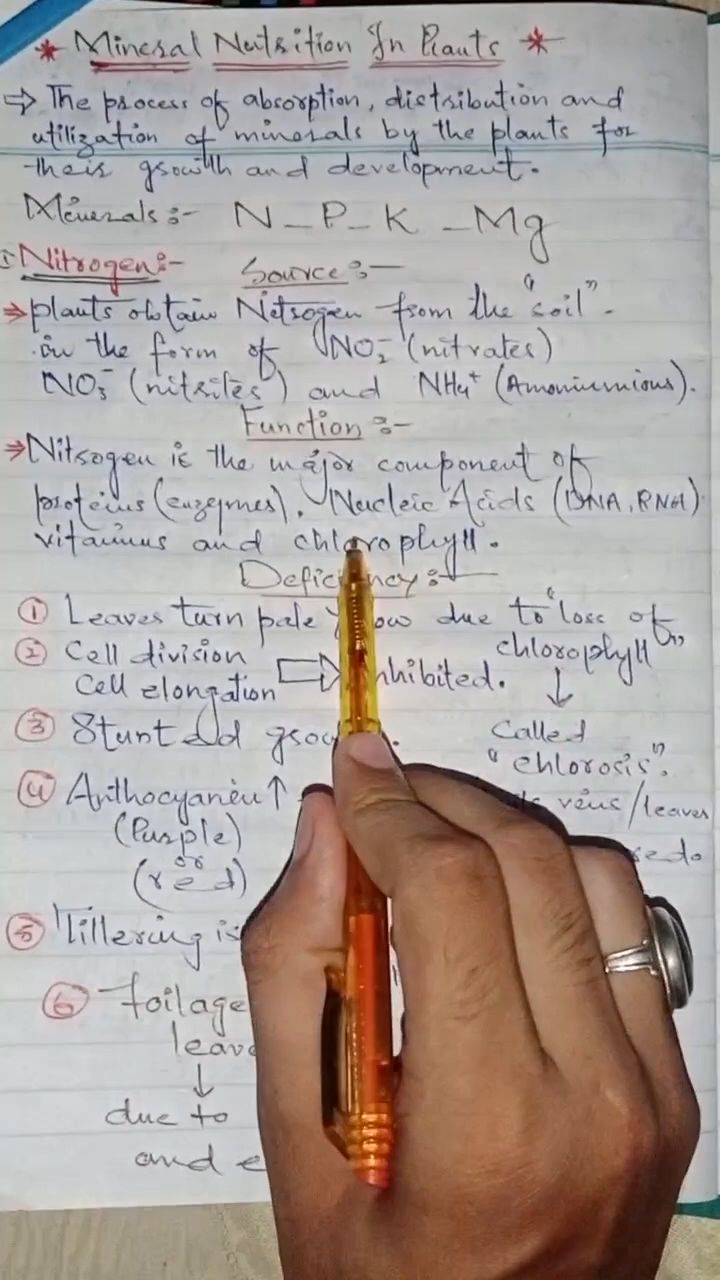 * Mineral Nutrition In Plants *
⇒ The process of absorption, distribution and
utilization of minerals by the plants for
their growth and development.
Minerals:- N - P - K - Mg
① Nitrogen:- Source:-
⇒ plants obtain Nitrogen from the "soil".
in the form of NO₂⁻ (nitrates)
NO₃⁻ (nitrites) and NH₄⁺ (Amoniumions).
Function:-
⇒ Nitrogen is the major component of
proteins (enzymes), Nucleic Acids (DNA, RNA)
vitamins and chlorophyll.
Deficiency:-
① Leaves turn pale yellow due to "loss of
chlorophyll"
② Cell division
Cell elongation ⇒ inhibited.
↓
③ Stunted
called
"chlorosis".
④ Anthocyanin ↑
veins/leaves
(Purple)
or
(red)
⑤ Tillering is
⑥ Foilage
↓
due to
and